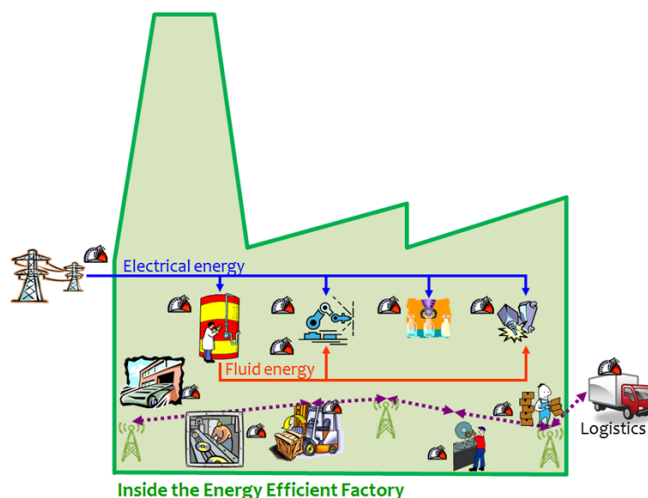 Electrical energy
Fluid energy
Logistics
Inside the Energy Efficient Factory